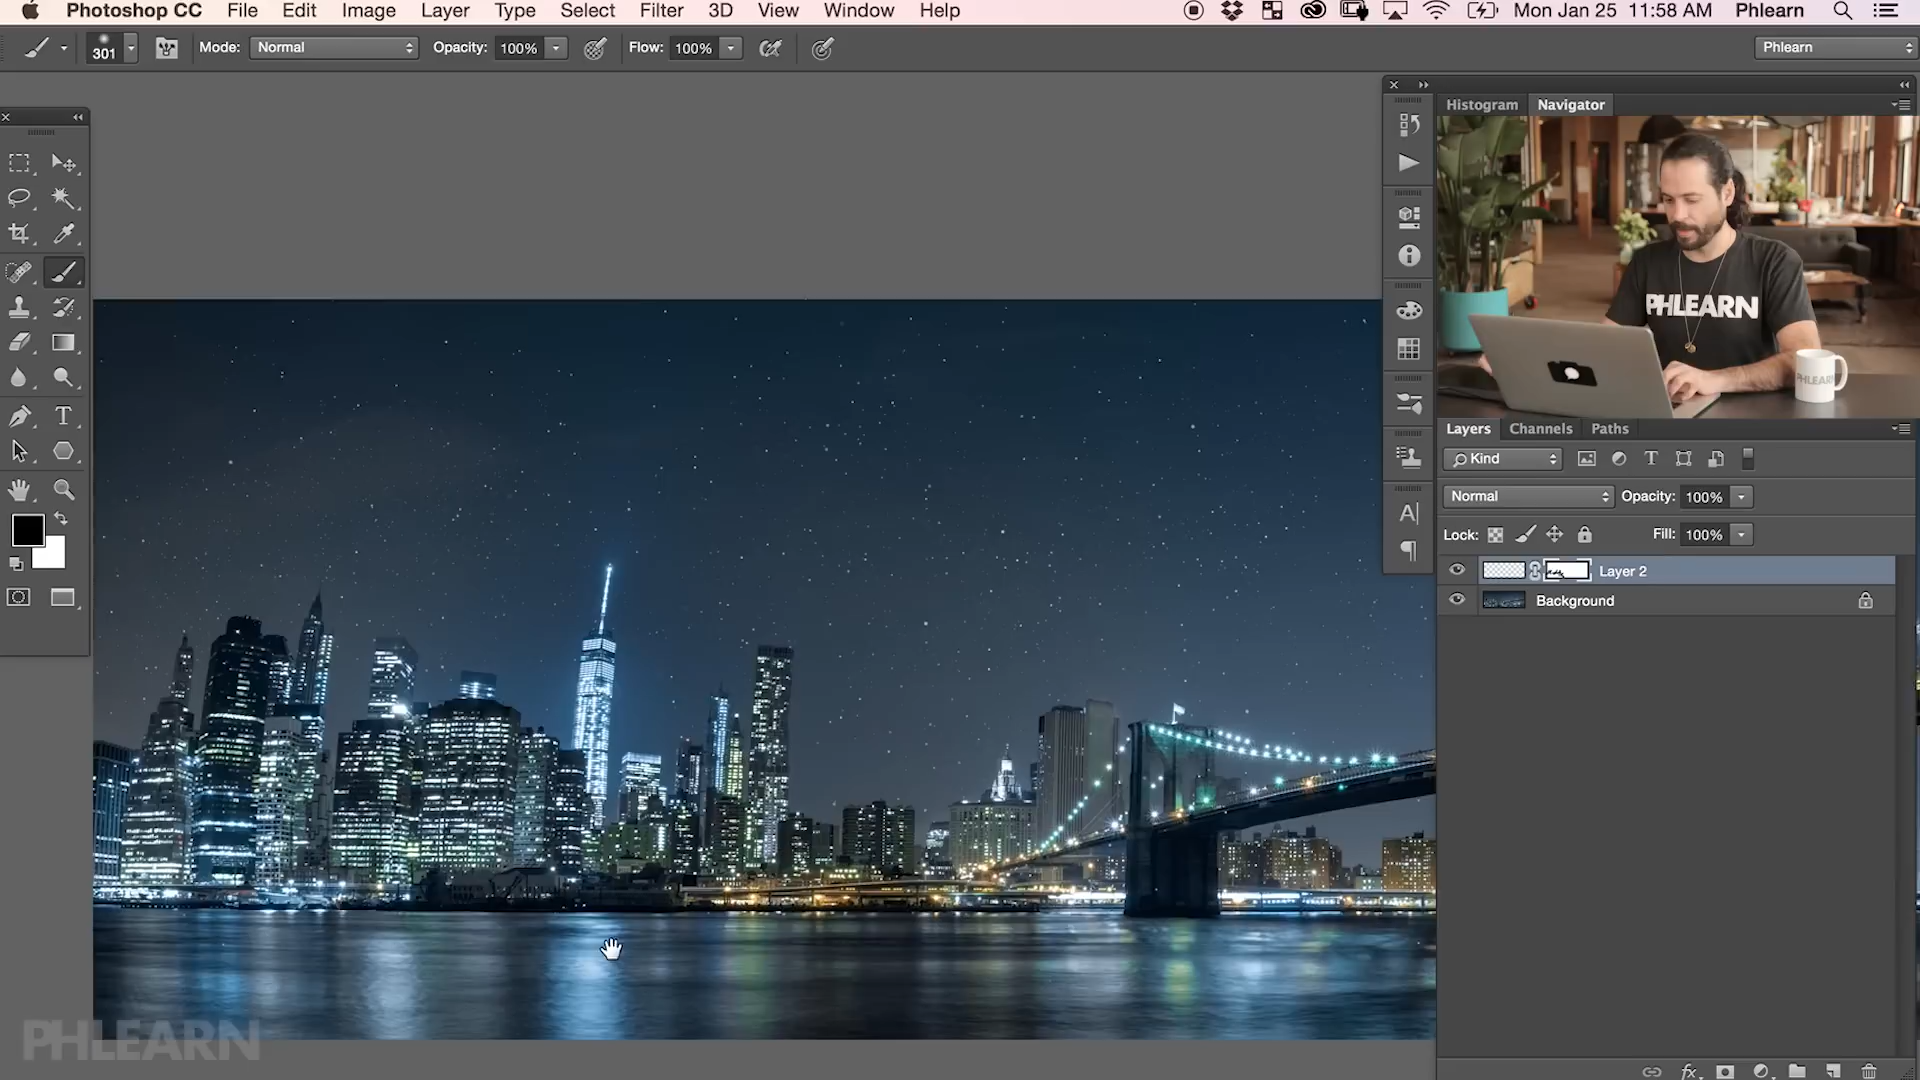 Photoshop CC File Edit Image Layer Type Select Filter 3D View Window Help Mon Jan 25 11:58 AM Phlearn
301 Mode: Normal Opacity: 100% Flow: 100% Phlearn
Histogram Navigator
PHLEARN
PHLEARN
Layers Channels Paths
Kind T
Normal Opacity: 100%
Lock: Fill: 100%
Layer 2
Background
T
A
fx
PHLEARN